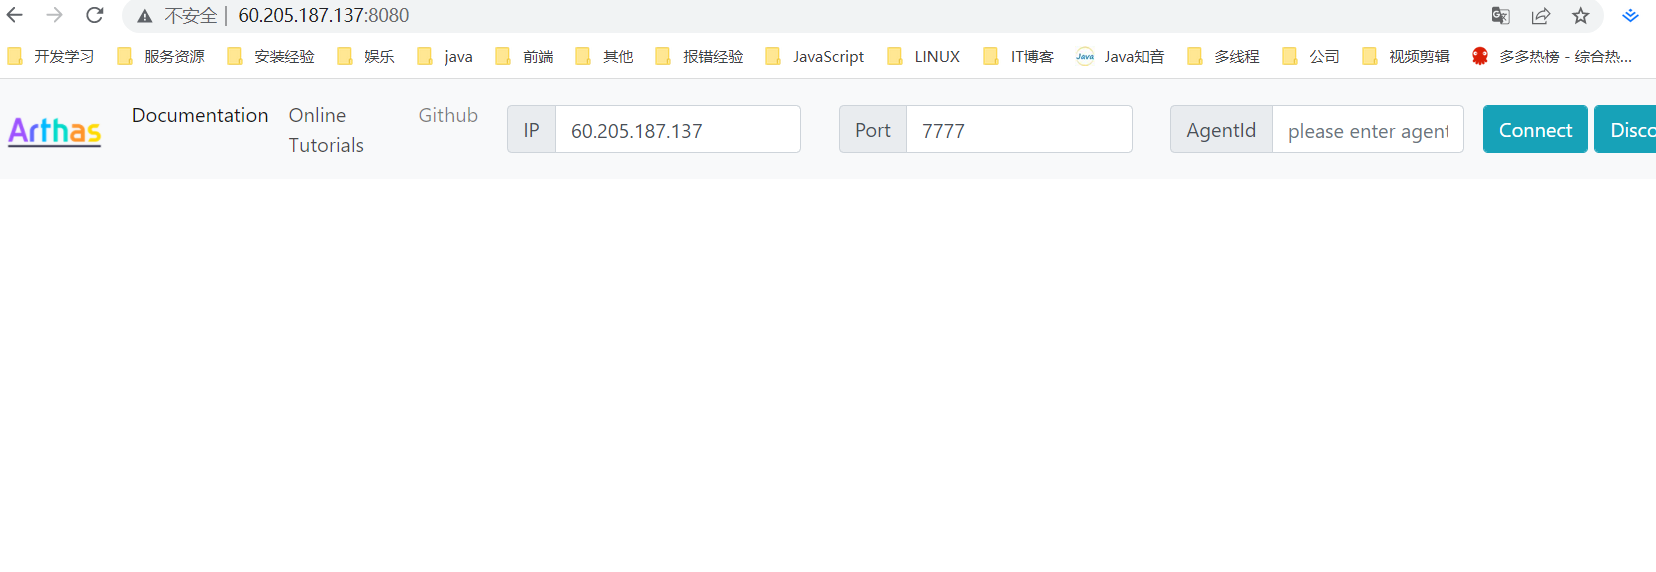 不安全 | 60.205.187.137:8080
开发学习 服务资源 安装经验 娱乐 java 前端 其他 报错经验 JavaScript LINUX IT博客 Java Java知音 多线程 公司 视频剪辑 多多热榜 - 综合热...
Arthas Documentation Online Tutorials Github IP 60.205.187.137 Port 7777 AgentId please enter agent Connect Disco